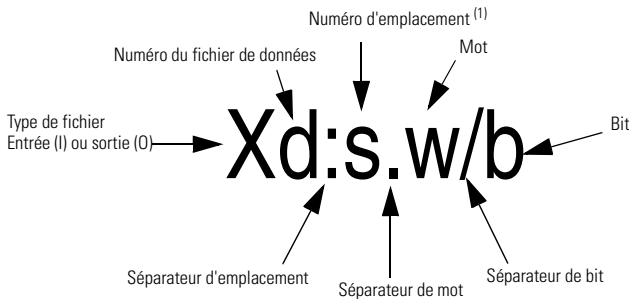 Numéro d'emplacement (1)
Mot
Numéro du fichier de données
Type de fichier
Entrée (I) ou sortie (O)
Bit
Xd:s.w/b
Séparateur d'emplacement
Séparateur de mot
Séparateur de bit